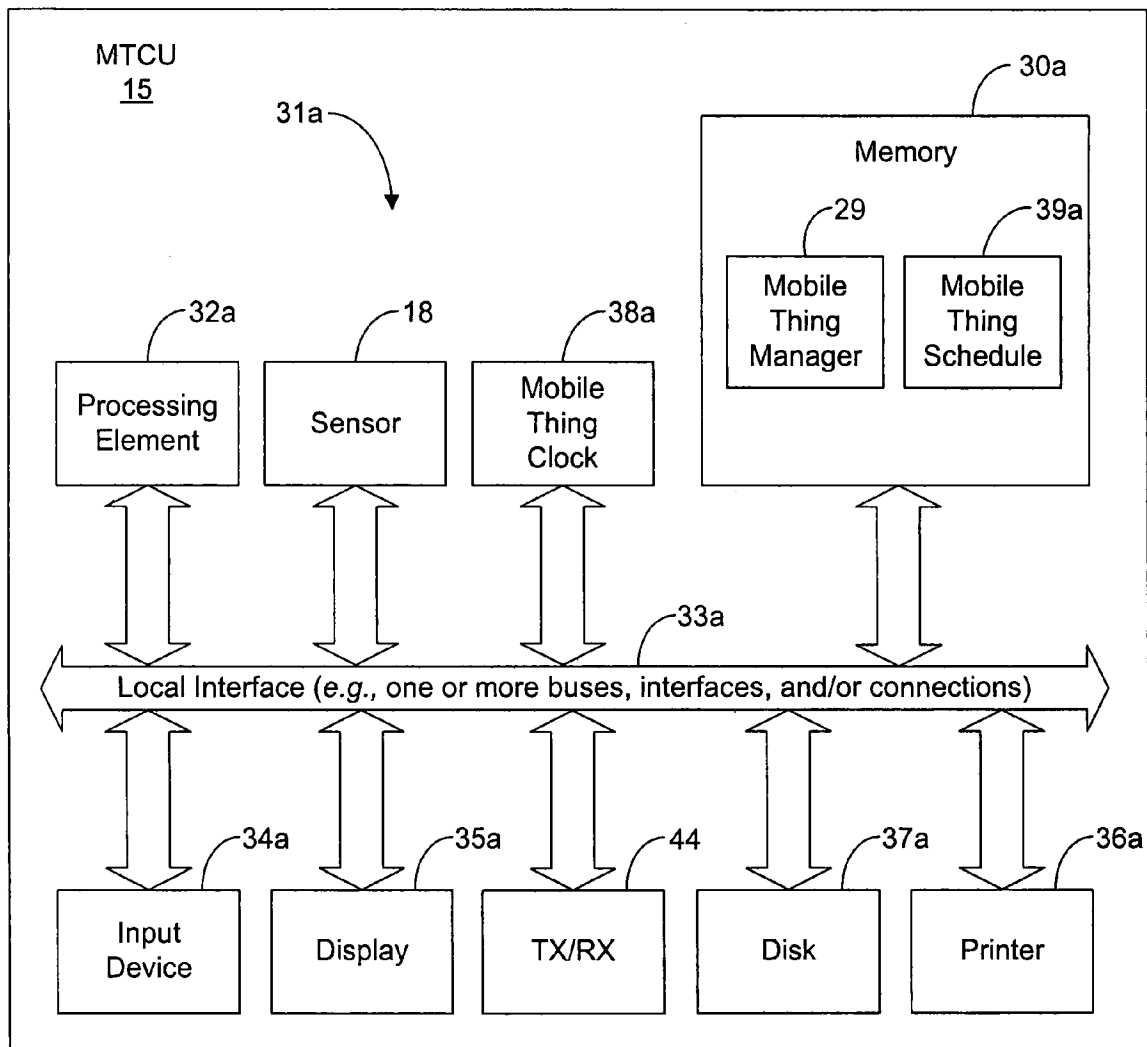 MTCU
15
31a
30a
Memory
29
39a
Mobile
Thing
Manager
Mobile
Thing
Schedule
32a
18
38a
Processing
Element
Sensor
Mobile
Thing
Clock
33a
Local Interface (e.g., one or more buses, interfaces, and/or connections)
34a
35a
44
37a
36a
Input
Device
Display
TX/RX
Disk
Printer